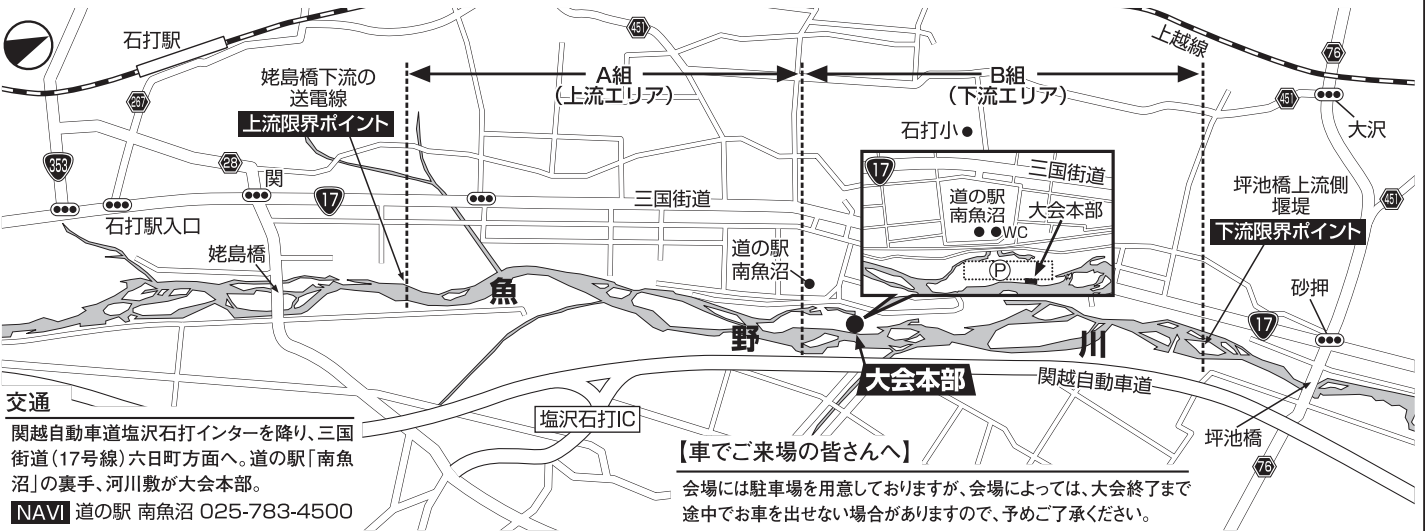 石打駅
451
上越線
76
267
姥島橋下流の
送電線
上流限界ポイント
A組
(上流エリア)
B組
(下流エリア)
451
大沢
石打小
353
28
関
17
三国街道
石打駅入口
姥島橋
道の駅
南魚沼
17
三国街道
道の駅
南魚沼
WC
大会本部
P
坪池橋上流側
堰堤
下流限界ポイント
451
砂押
17
魚
野
川
大会本部
関越自動車道
塩沢石打IC
坪池橋
76
交通
関越自動車道塩沢石打インターを降り、三国
街道(17号線)六日町方面へ。道の駅「南魚
沼」の裏手、河川敷が大会本部。
NAVI 道の駅 南魚沼 025-783-4500
【車でご来場の皆さんへ】
会場には駐車場を用意しておりますが、会場によっては、大会終了まで
途中でお車を出せない場合がありますので、予めご了承ください。